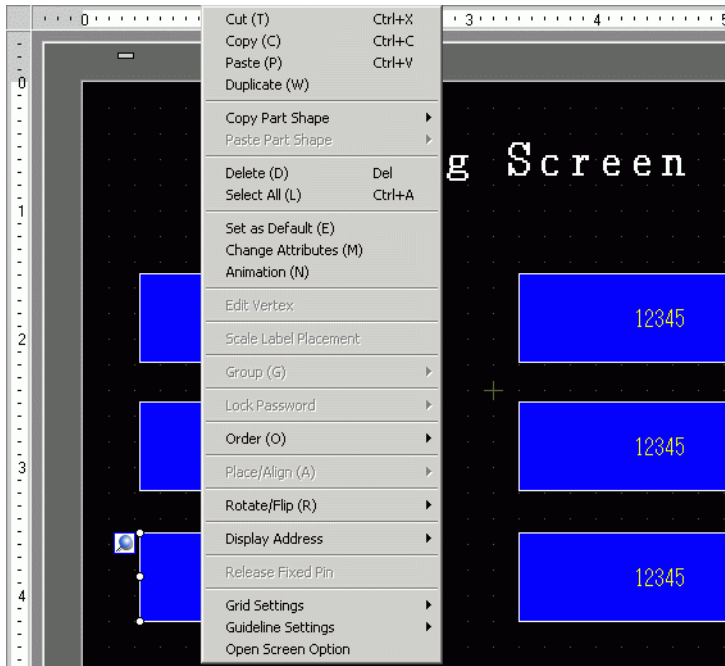 0 3 4 5
Cut (T) Ctrl+X
Copy (C) Ctrl+C
Paste (P) Ctrl+V
Duplicate (W)
Copy Part Shape
Paste Part Shape
Delete (D) Del
Select All (L) Ctrl+A
Set as Default (E)
Change Attributes (M)
Animation (N)
Edit Vertex
Scale Label Placement
Group (G)
Lock Password
Order (O)
Place/Align (A)
Rotate/Flip (R)
Display Address
Release Fixed Pin
Grid Settings
Guideline Settings
Open Screen Option
0
1
2
3
4
g Screen
12345
12345
12345